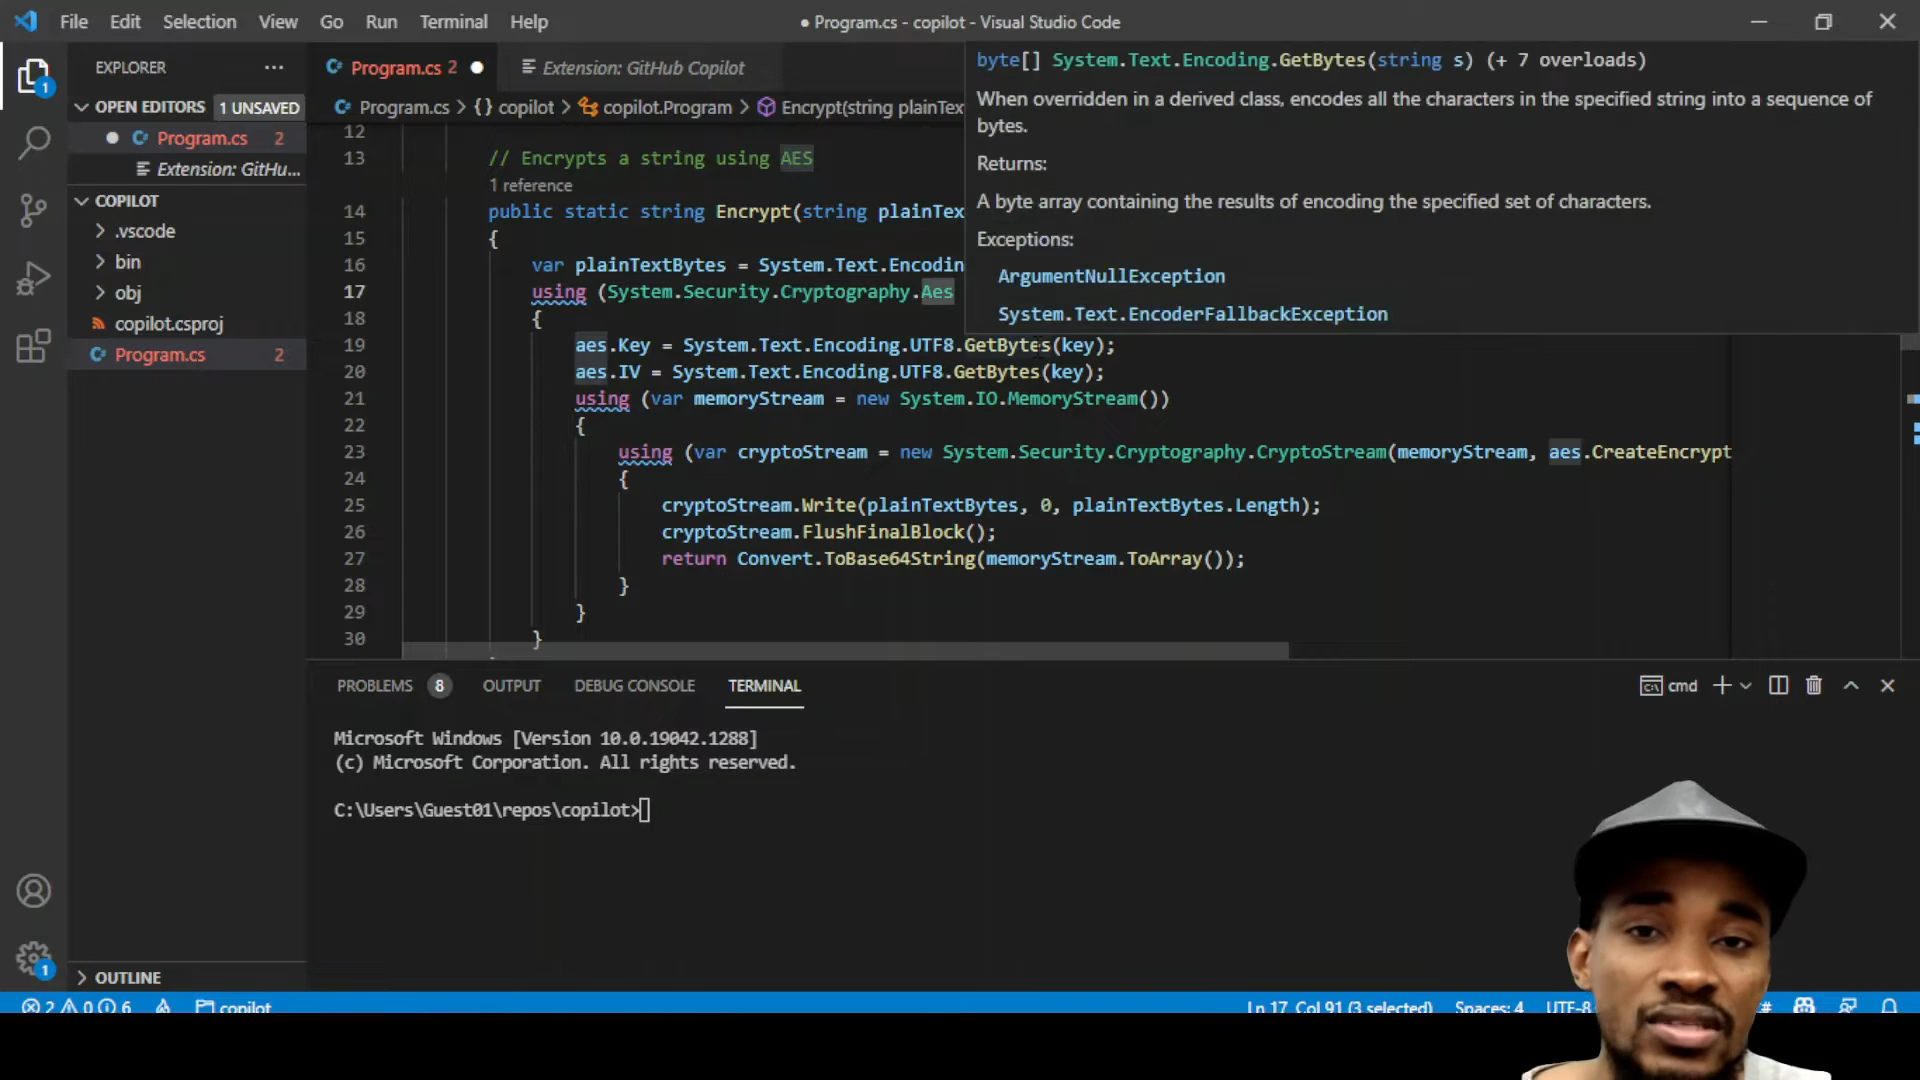 File Edit Selection View Go Run Terminal Help
● Program.cs - copilot - Visual Studio Code
EXPLORER
OPEN EDITORS 1 UNSAVED
Program.cs 2
Extension: GitHu...
COPILOT
.vscode
bin
obj
copilot.csproj
Program.cs 2
OUTLINE
Program.cs 2 Extension: GitHub Copilot
Program.cs > {} copilot > copilot.Program > Encrypt(string plainTex
12
13 // Encrypts a string using AES
1 reference
14 public static string Encrypt(string plainTex
15 {
16 var plainTextBytes = System.Text.Encodin
17 using (System.Security.Cryptography.Aes
18 {
19 aes.Key = System.Text.Encoding.UTF8.GetBytes(key);
20 aes.IV = System.Text.Encoding.UTF8.GetBytes(key);
21 using (var memoryStream = new System.IO.MemoryStream())
22 {
23 using (var cryptoStream = new System.Security.Cryptography.CryptoStream(memoryStream, aes.CreateEncrypt
24 {
25 cryptoStream.Write(plainTextBytes, 0, plainTextBytes.Length);
26 cryptoStream.FlushFinalBlock();
27 return Convert.ToBase64String(memoryStream.ToArray());
28 }
29 }
30 }
byte[] System.Text.Encoding.GetBytes(string s) (+ 7 overloads)
When overridden in a derived class, encodes all the characters in the specified string into a sequence of
bytes.
Returns:
A byte array containing the results of encoding the specified set of characters.
Exceptions:
ArgumentNullException
System.Text.EncoderFallbackException
PROBLEMS 8 OUTPUT DEBUG CONSOLE TERMINAL
cmd
Microsoft Windows [Version 10.0.19042.1288]
(c) Microsoft Corporation. All rights reserved.
C:\Users\Guest01\repos\copilot>
1
1
2 0 6 copilot
Ln 17, Col 91 (3 selected) Spaces: 4 UTF-8 #